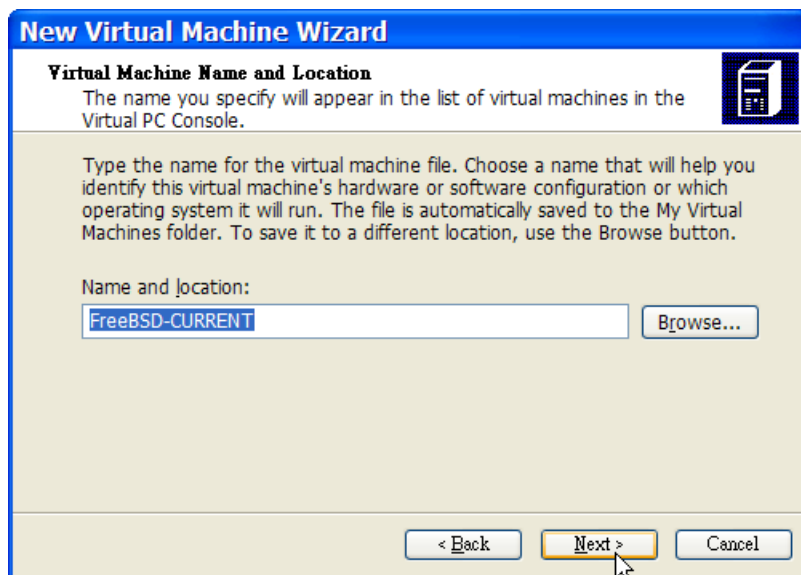 New Virtual Machine Wizard
Virtual Machine Name and Location
The name you specify will appear in the list of virtual machines in the
Virtual PC Console.
Type the name for the virtual machine file. Choose a name that will help you
identify this virtual machine's hardware or software configuration or which
operating system it will run. The file is automatically saved to the My Virtual
Machines folder. To save it to a different location, use the Browse button.
Name and location:
FreeBSD-CURRENT
Browse...
< Back
Next >
Cancel